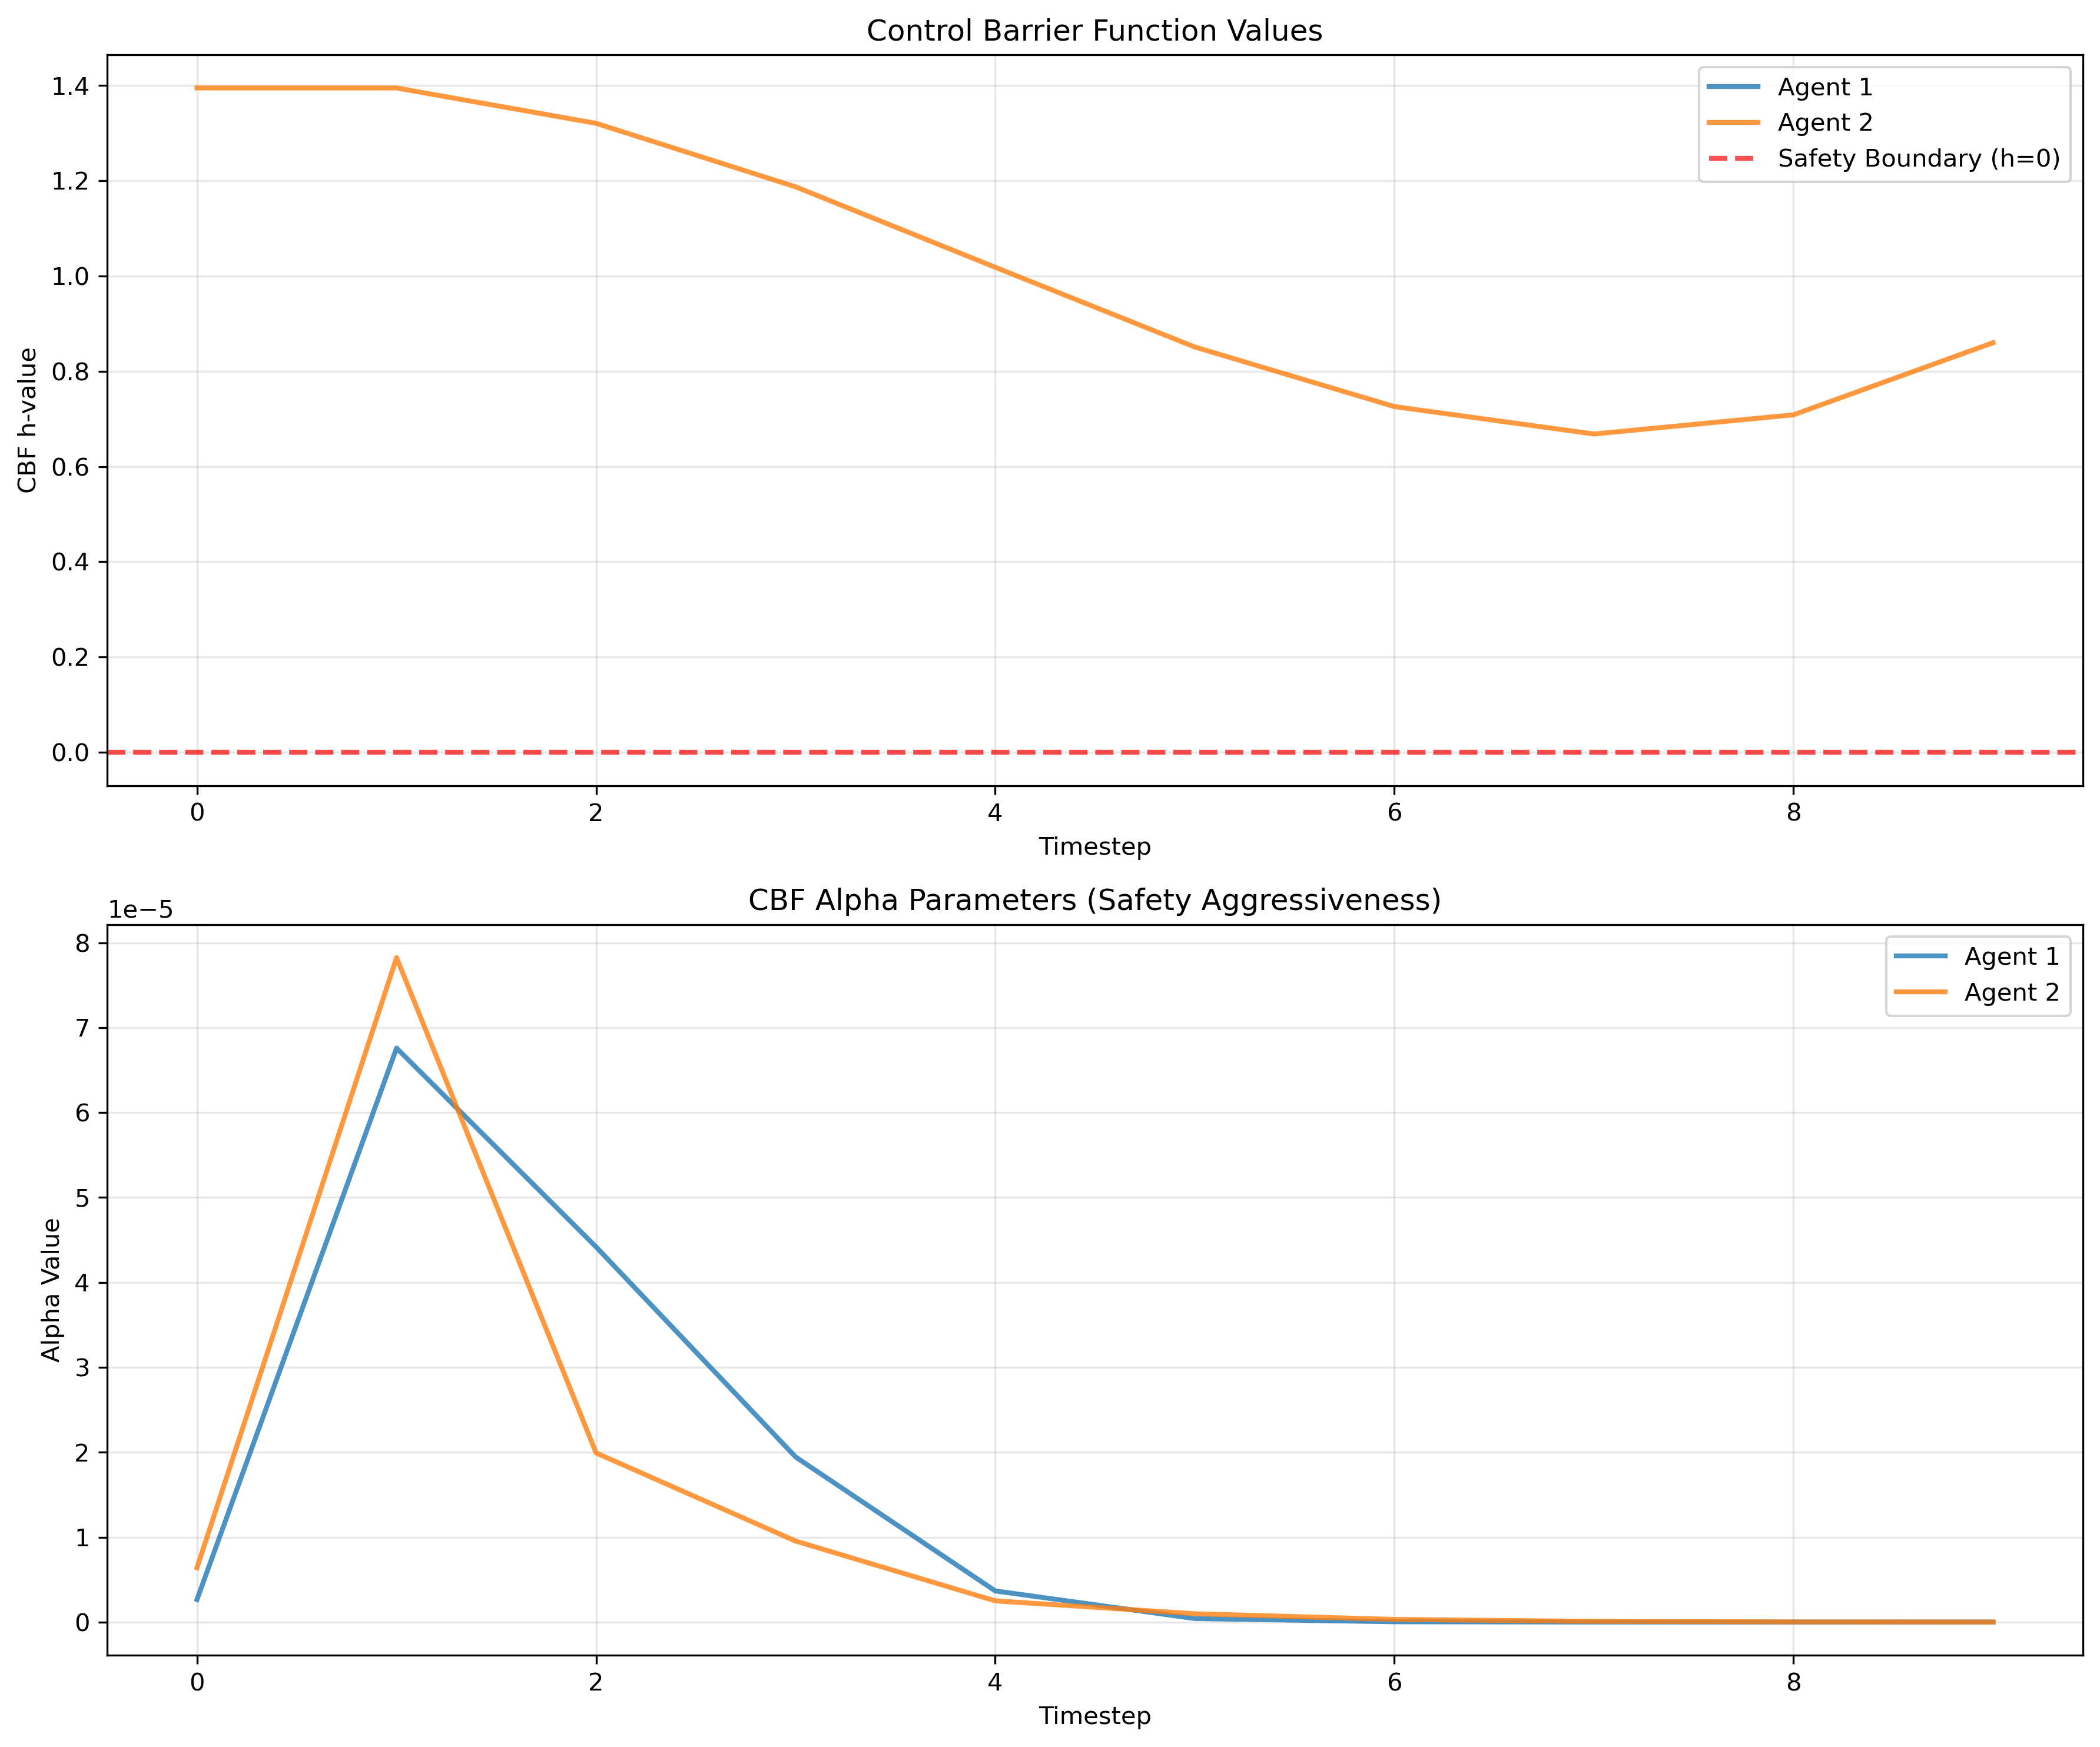 Control Barrier Function Values
1.4
1.2
1.0
0.8
0.6
0.4
0.2
0.0
CBF h-value
Agent 1
Agent 2
Safety Boundary (h=0)
0 2 4 6 8
Timestep
CBF Alpha Parameters (Safety Aggressiveness)
1e−5
8
7
6
5
4
3
2
1
0
Alpha Value
Agent 1
Agent 2
0 2 4 6 8
Timestep